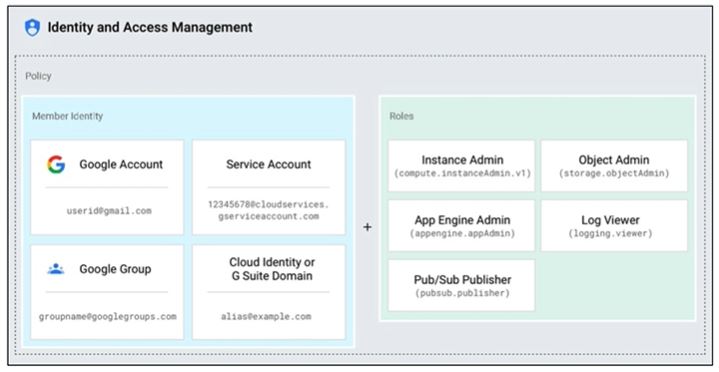 Identity and Access Management
Policy
Member Identity
Google Account
userid@gmail.com
Service Account
12345678@cloudservices.
gserviceaccount.com
Google Group
groupname@googlegroups.com
Cloud Identity or
G Suite Domain
alias@example.com
+
Roles
Instance Admin
(compute.instanceAdmin.v1)
Object Admin
(storage.objectAdmin)
App Engine Admin
(appengine.appAdmin)
Log Viewer
(logging.viewer)
Pub/Sub Publisher
(pubsub.publisher)